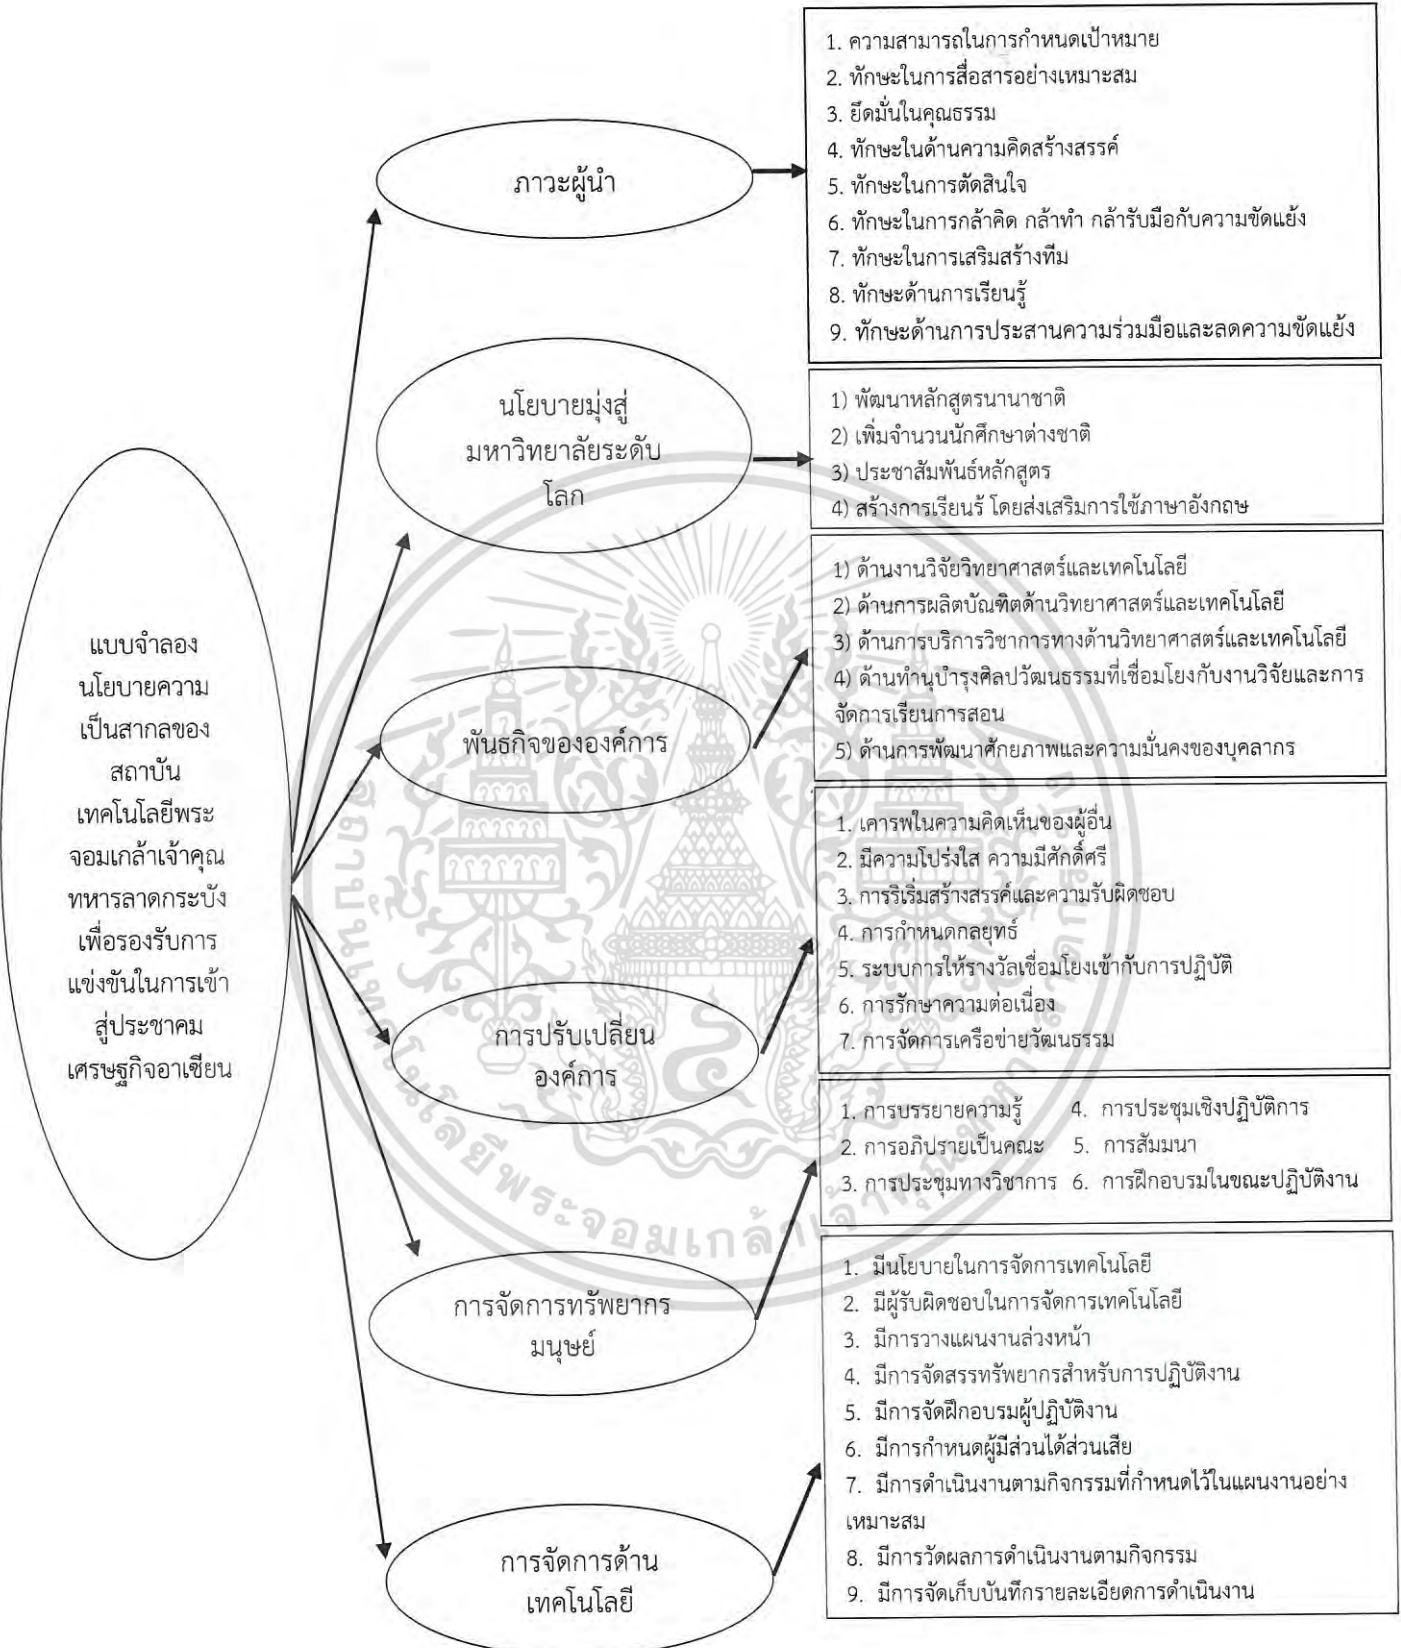 แบบจำลอง
นโยบายความ
เป็นสากลของ
สถาบัน
เทคโนโลยีพระ
จอมเกล้าเจ้าคุณ
ทหารลาดกระบัง
เพื่อรองรับการ
แข่งขันในการเข้า
สู่ประชาคม
เศรษฐกิจอาเซียน
ภาวะผู้นำ
1. ความสามารถในการกำหนดเป้าหมาย
2. ทักษะในการสื่อสารอย่างเหมาะสม
3. ยึดมั่นในคุณธรรม
4. ทักษะในด้านความคิดสร้างสรรค์
5. ทักษะในการตัดสินใจ
6. ทักษะในการกล้าคิด กล้าทำ กล้ารับมือกับความขัดแย้ง
7. ทักษะในการเสริมสร้างทีม
8. ทักษะด้านการเรียนรู้
9. ทักษะด้านการประสานความร่วมมือและลดความขัดแย้ง
นโยบายมุ่งสู่
มหาวิทยาลัยระดับ
โลก
1) พัฒนาหลักสูตรนานาชาติ
2) เพิ่มจำนวนนักศึกษาต่างชาติ
3) ประชาสัมพันธ์หลักสูตร
4) สร้างการเรียนรู้ โดยส่งเสริมการใช้ภาษาอังกฤษ
พันธกิจขององค์การ
1) ด้านงานวิจัยวิทยาศาสตร์และเทคโนโลยี
2) ด้านการผลิตบัณฑิตด้านวิทยาศาสตร์และเทคโนโลยี
3) ด้านการบริการวิชาการทางด้านวิทยาศาสตร์และเทคโนโลยี
4) ด้านทำนุบำรุงศิลปวัฒนธรรมที่เชื่อมโยงกับงานวิจัยและการ
จัดการเรียนการสอน
5) ด้านการพัฒนาศักยภาพและความมั่นคงของบุคลากร
การปรับเปลี่ยน
องค์การ
1. เคารพในความคิดเห็นของผู้อื่น
2. มีความโปร่งใส ความมีศักดิ์ศรี
3. การริเริ่มสร้างสรรค์และความรับผิดชอบ
4. การกำหนดกลยุทธ์
5. ระบบการให้รางวัลเชื่อมโยงเข้ากับการปฏิบัติ
6. การรักษาความต่อเนื่อง
7. การจัดการเครือข่ายวัฒนธรรม
การจัดการทรัพยากร
มนุษย์
1. การบรรยายความรู้ 4. การประชุมเชิงปฏิบัติการ
2. การอภิปรายเป็นคณะ 5. การสัมมนา
3. การประชุมทางวิชาการ 6. การฝึกอบรมในขณะปฏิบัติงาน
การจัดการด้าน
เทคโนโลยี
1. มีนโยบายในการจัดการเทคโนโลยี
2. มีผู้รับผิดชอบในการจัดการเทคโนโลยี
3. มีการวางแผนงานล่วงหน้า
4. มีการจัดสรรทรัพยากรสำหรับการปฏิบัติงาน
5. มีการจัดฝึกอบรมผู้ปฏิบัติงาน
6. มีการกำหนดผู้มีส่วนได้ส่วนเสีย
7. มีการดำเนินงานตามกิจกรรมที่กำหนดไว้ในแผนงานอย่าง
เหมาะสม
8. มีการวัดผลการดำเนินงานตามกิจกรรม
9. มีการจัดเก็บบันทึกรายละเอียดการดำเนินงาน
สถาบันเทคโนโลยีพระจอมเกล้าเจ้าคุณทหารลาดกระบัง